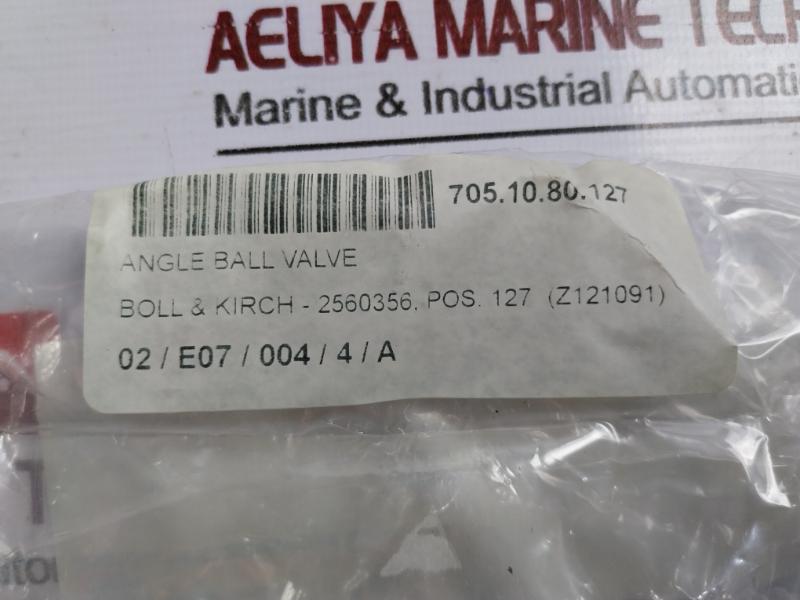 AELIYA MARINE TECH
Marine & Industrial Automati
705.10.80.127
ANGLE BALL VALVE
BOLL & KIRCH - 2560356, POS. 127 (Z121091)
02 / E07 / 004 / 4 / A